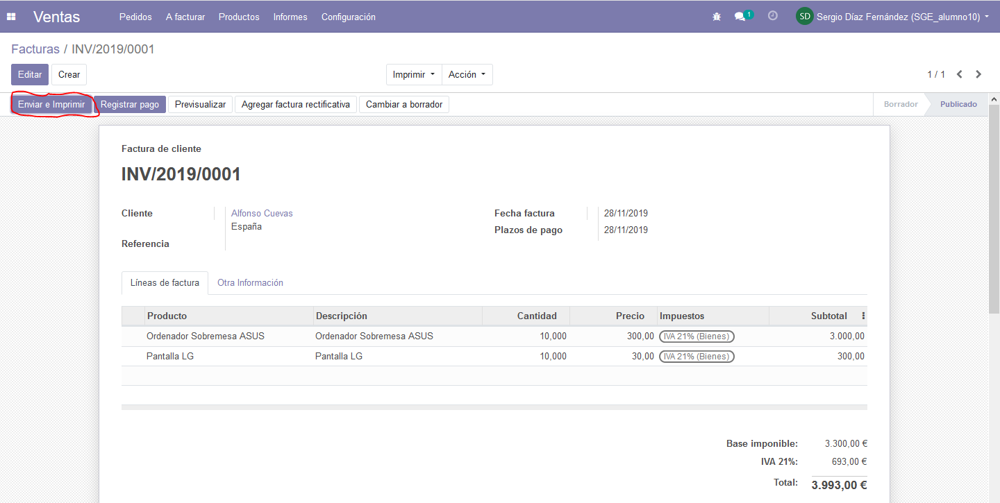 Ventas Pedidos A facturar Productos Informes Configuración 1 SD Sergio Díaz Fernández (SGE_alumno10)
Facturas / INV/2019/0001
Editar Crear Imprimir Acción 1 / 1
Enviar e Imprimir Registrar pago Previsualizar Agregar factura rectificativa Cambiar a borrador Borrador Publicado
Factura de cliente
INV/2019/0001
Cliente Alfonso Cuevas Fecha factura 28/11/2019
España
Plazos de pago 28/11/2019
Referencia
Líneas de factura Otra Información
Producto Descripción Cantidad Precio Impuestos Subtotal
Ordenador Sobremesa ASUS Ordenador Sobremesa ASUS 10,000 300,00 IVA 21% (Bienes) 3.000,00
Pantalla LG Pantalla LG 10,000 30,00 IVA 21% (Bienes) 300,00
Base imponible: 3.300,00 €
IVA 21%: 693,00 €
Total: 3.993,00 €